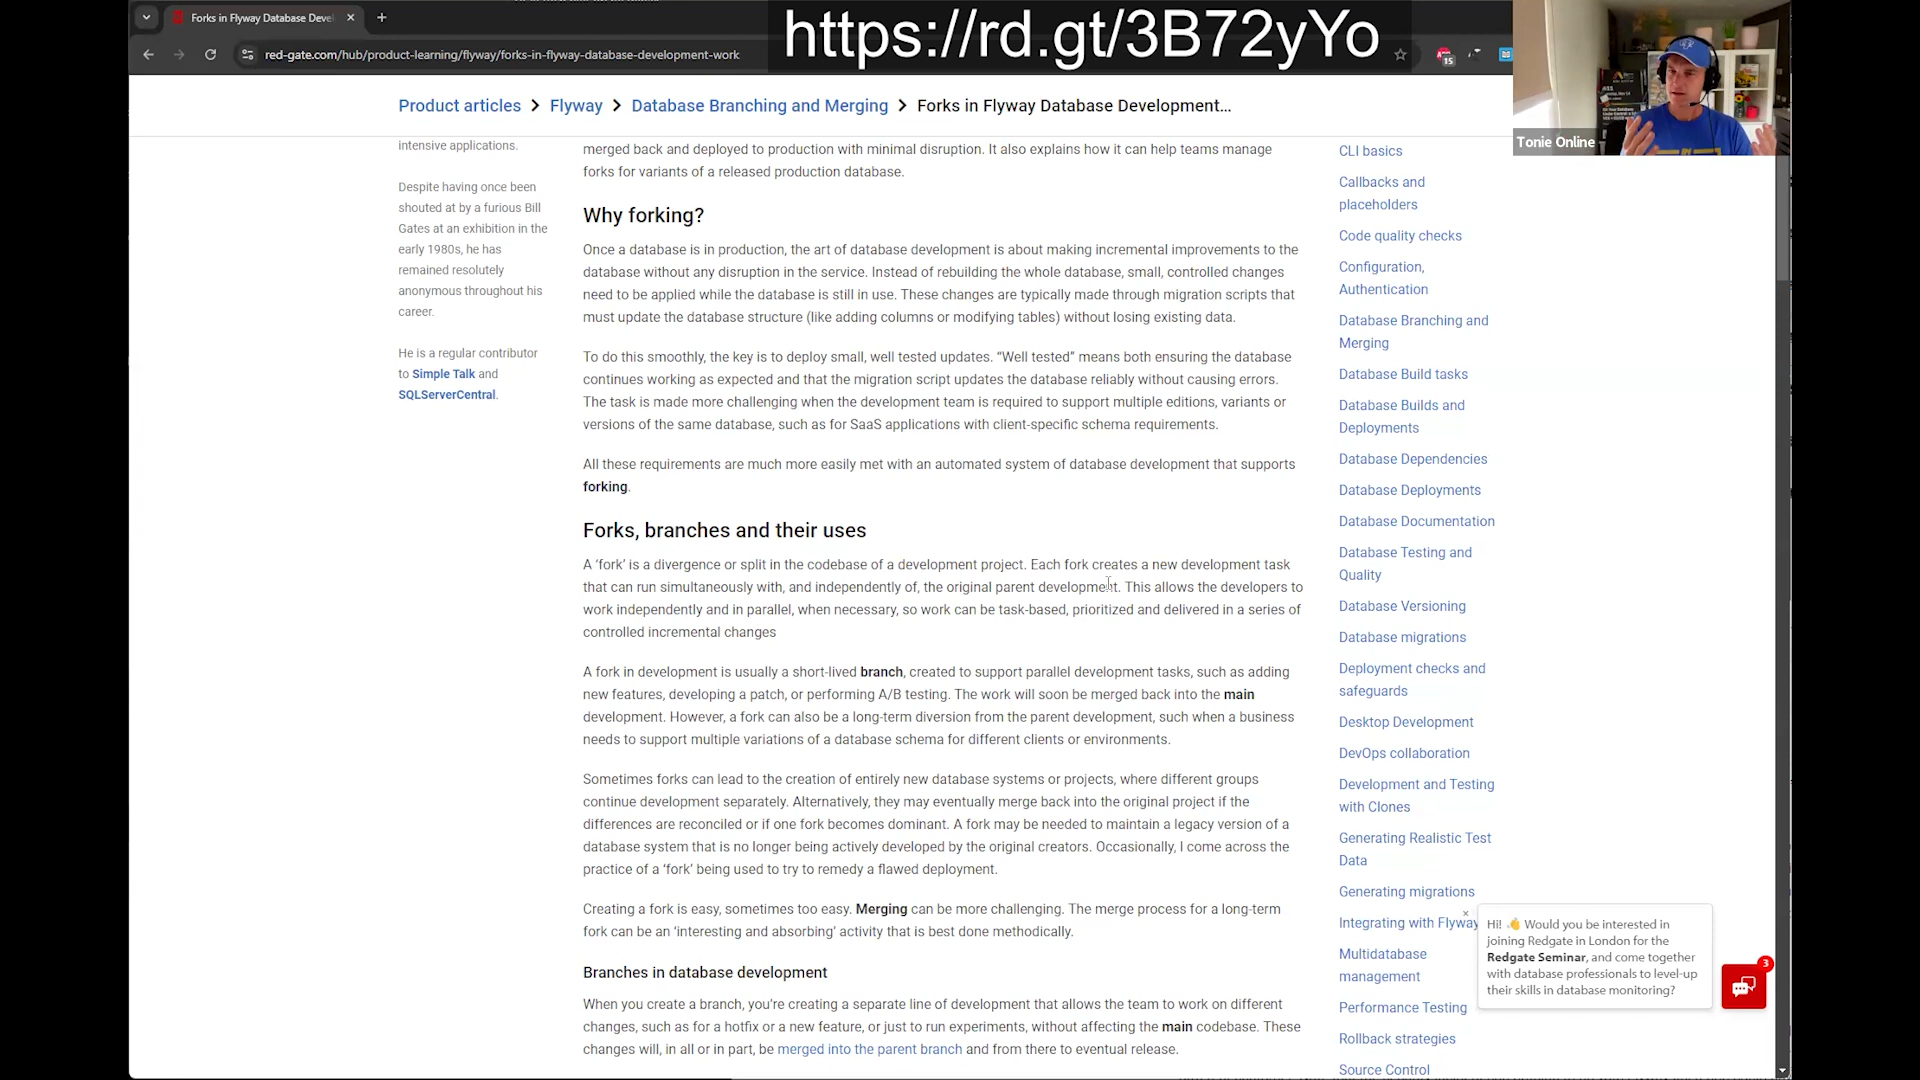 Forks in Flyway Database Devel
https://rd.gt/3B72yYo
red-gate.com/hub/product-learning/flyway/forks-in-flyway-database-development-work
15
Tonie Online
Product articles > Flyway > Database Branching and Merging > Forks in Flyway Database Development...
intensive applications.
Despite having once been
shouted at by a furious Bill
Gates at an exhibition in the
early 1980s, he has
remained resolutely
anonymous throughout his
career.
He is a regular contributor
to Simple Talk and
SQLServerCentral.
merged back and deployed to production with minimal disruption. It also explains how it can help teams manage
forks for variants of a released production database.
Why forking?
Once a database is in production, the art of database development is about making incremental improvements to the
database without any disruption in the service. Instead of rebuilding the whole database, small, controlled changes
need to be applied while the database is still in use. These changes are typically made through migration scripts that
must update the database structure (like adding columns or modifying tables) without losing existing data.
To do this smoothly, the key is to deploy small, well tested updates. “Well tested” means both ensuring the database
continues working as expected and that the migration script updates the database reliably without causing errors.
The task is made more challenging when the development team is required to support multiple editions, variants or
versions of the same database, such as for SaaS applications with client-specific schema requirements.
All these requirements are much more easily met with an automated system of database development that supports
forking.
Forks, branches and their uses
A ‘fork’ is a divergence or split in the codebase of a development project. Each fork creates a new development task
that can run simultaneously with, and independently of, the original parent development. This allows the developers to
work independently and in parallel, when necessary, so work can be task-based, prioritized and delivered in a series of
controlled incremental changes
A fork in development is usually a short-lived branch, created to support parallel development tasks, such as adding
new features, developing a patch, or performing A/B testing. The work will soon be merged back into the main
development. However, a fork can also be a long-term diversion from the parent development, such when a business
needs to support multiple variations of a database schema for different clients or environments.
Sometimes forks can lead to the creation of entirely new database systems or projects, where different groups
continue development separately. Alternatively, they may eventually merge back into the original project if the
differences are reconciled or if one fork becomes dominant. A fork may be needed to maintain a legacy version of a
database system that is no longer being actively developed by the original creators. Occasionally, I come across the
practice of a ‘fork’ being used to try to remedy a flawed deployment.
Creating a fork is easy, sometimes too easy. Merging can be more challenging. The merge process for a long-term
fork can be an ‘interesting and absorbing’ activity that is best done methodically.
Branches in database development
When you create a branch, you’re creating a separate line of development that allows the team to work on different
changes, such as for a hotfix or a new feature, or just to run experiments, without affecting the main codebase. These
changes will, in all or in part, be merged into the parent branch and from there to eventual release.
CLI basics
Callbacks and
placeholders
Code quality checks
Configuration,
Authentication
Database Branching and
Merging
Database Build tasks
Database Builds and
Deployments
Database Dependencies
Database Deployments
Database Documentation
Database Testing and
Quality
Database Versioning
Database migrations
Deployment checks and
safeguards
Desktop Development
DevOps collaboration
Development and Testing
with Clones
Generating Realistic Test
Data
Generating migrations
Integrating with Flyway
Multidatabase
management
Performance Testing
Rollback strategies
Source Control
Hi! 👋 Would you be interested in
joining Redgate in London for the
Redgate Seminar, and come together
with database professionals to level-up
their skills in database monitoring?
3